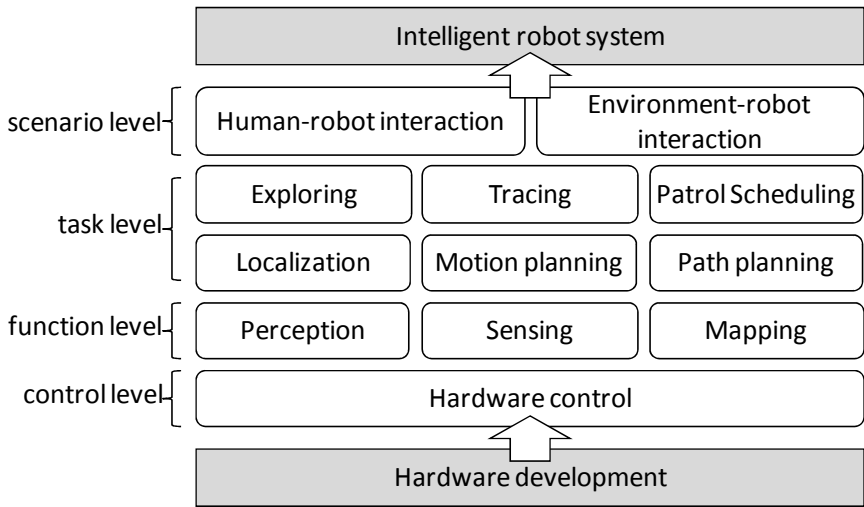 Intelligent robot system
scenario level
Human-robot interaction
Environment-robot
interaction
task level
Exploring
Tracing
Patrol Scheduling
Localization
Motion planning
Path planning
function level
Perception
Sensing
Mapping
control level
Hardware control
Hardware development